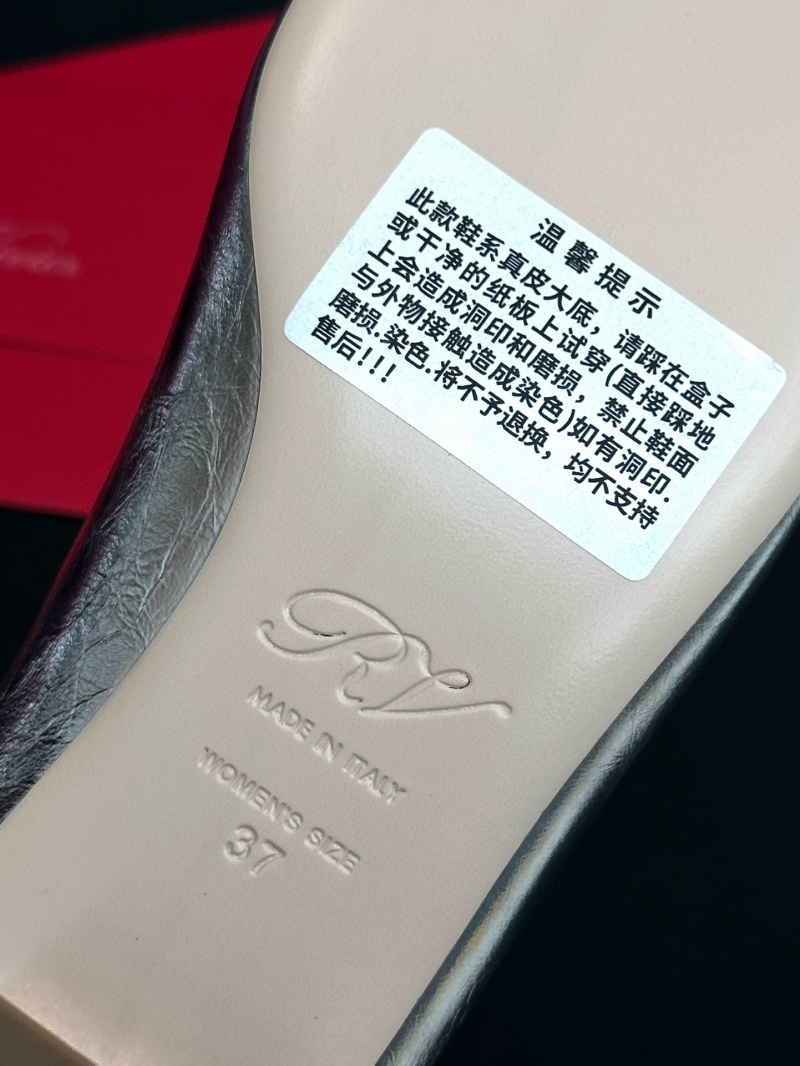 温馨提示
此款鞋系真皮大底，请踩在盒子
或干净的纸板上试穿(直接踩地
上会造成洞印和磨损，禁止鞋面
与外物接触造成染色)如有洞印.
磨损.染色.将不予退换，均不支持
售后!!!
RV
MADE IN ITALY
WOMEN'S SIZE
37